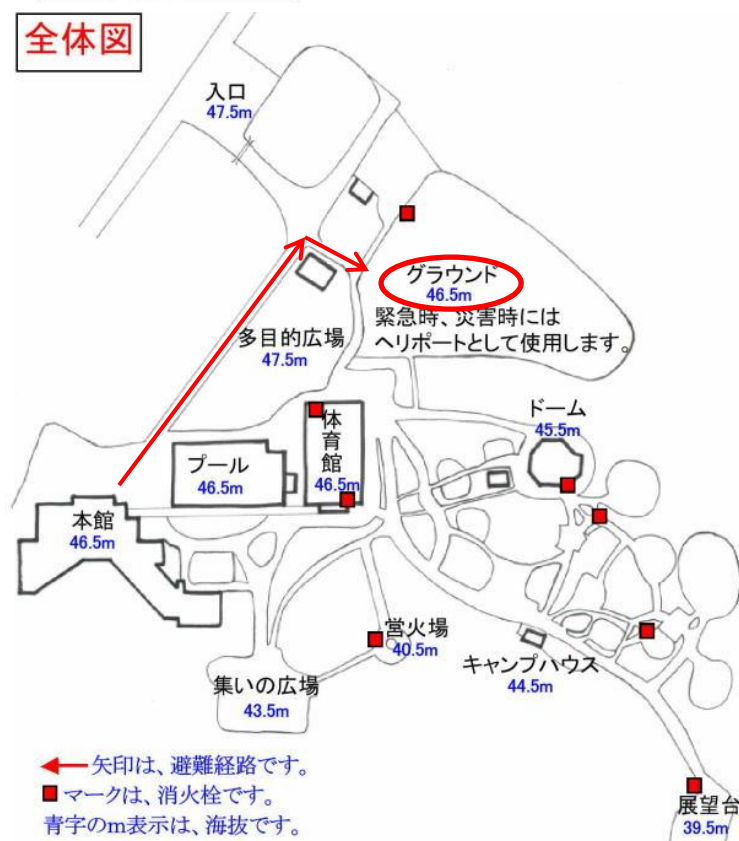 全体図
入口
47.5m
グラウンド
46.5m
緊急時、災害時には
ヘリポートとして使用します。
多目的広場
47.5m
ドーム
45.5m
体育館
46.5m
プール
46.5m
本館
46.5m
営火場
40.5m
キャンプハウス
44.5m
集いの広場
43.5m
矢印は、避難経路です。
マークは、消火栓です。
青字のm表示は、海抜です。
展望台
39.5m